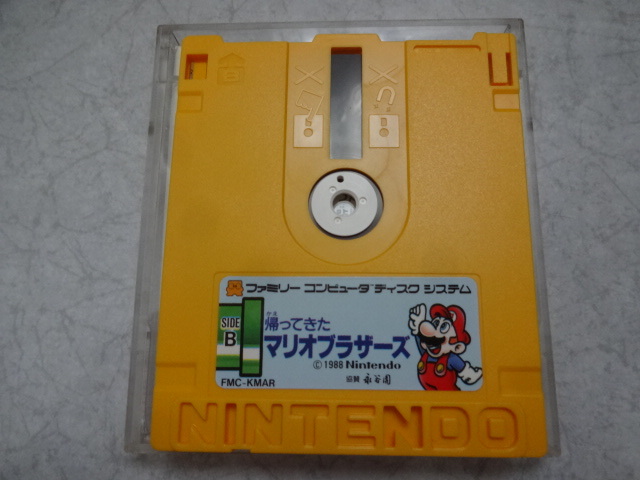 ファミリー コンピュータ ディスク システム
SIDE
B
かえ
帰ってきた
マリオブラザーズ
©1988 Nintendo
協賛 永谷園
FMC-KMAR
NINTENDO